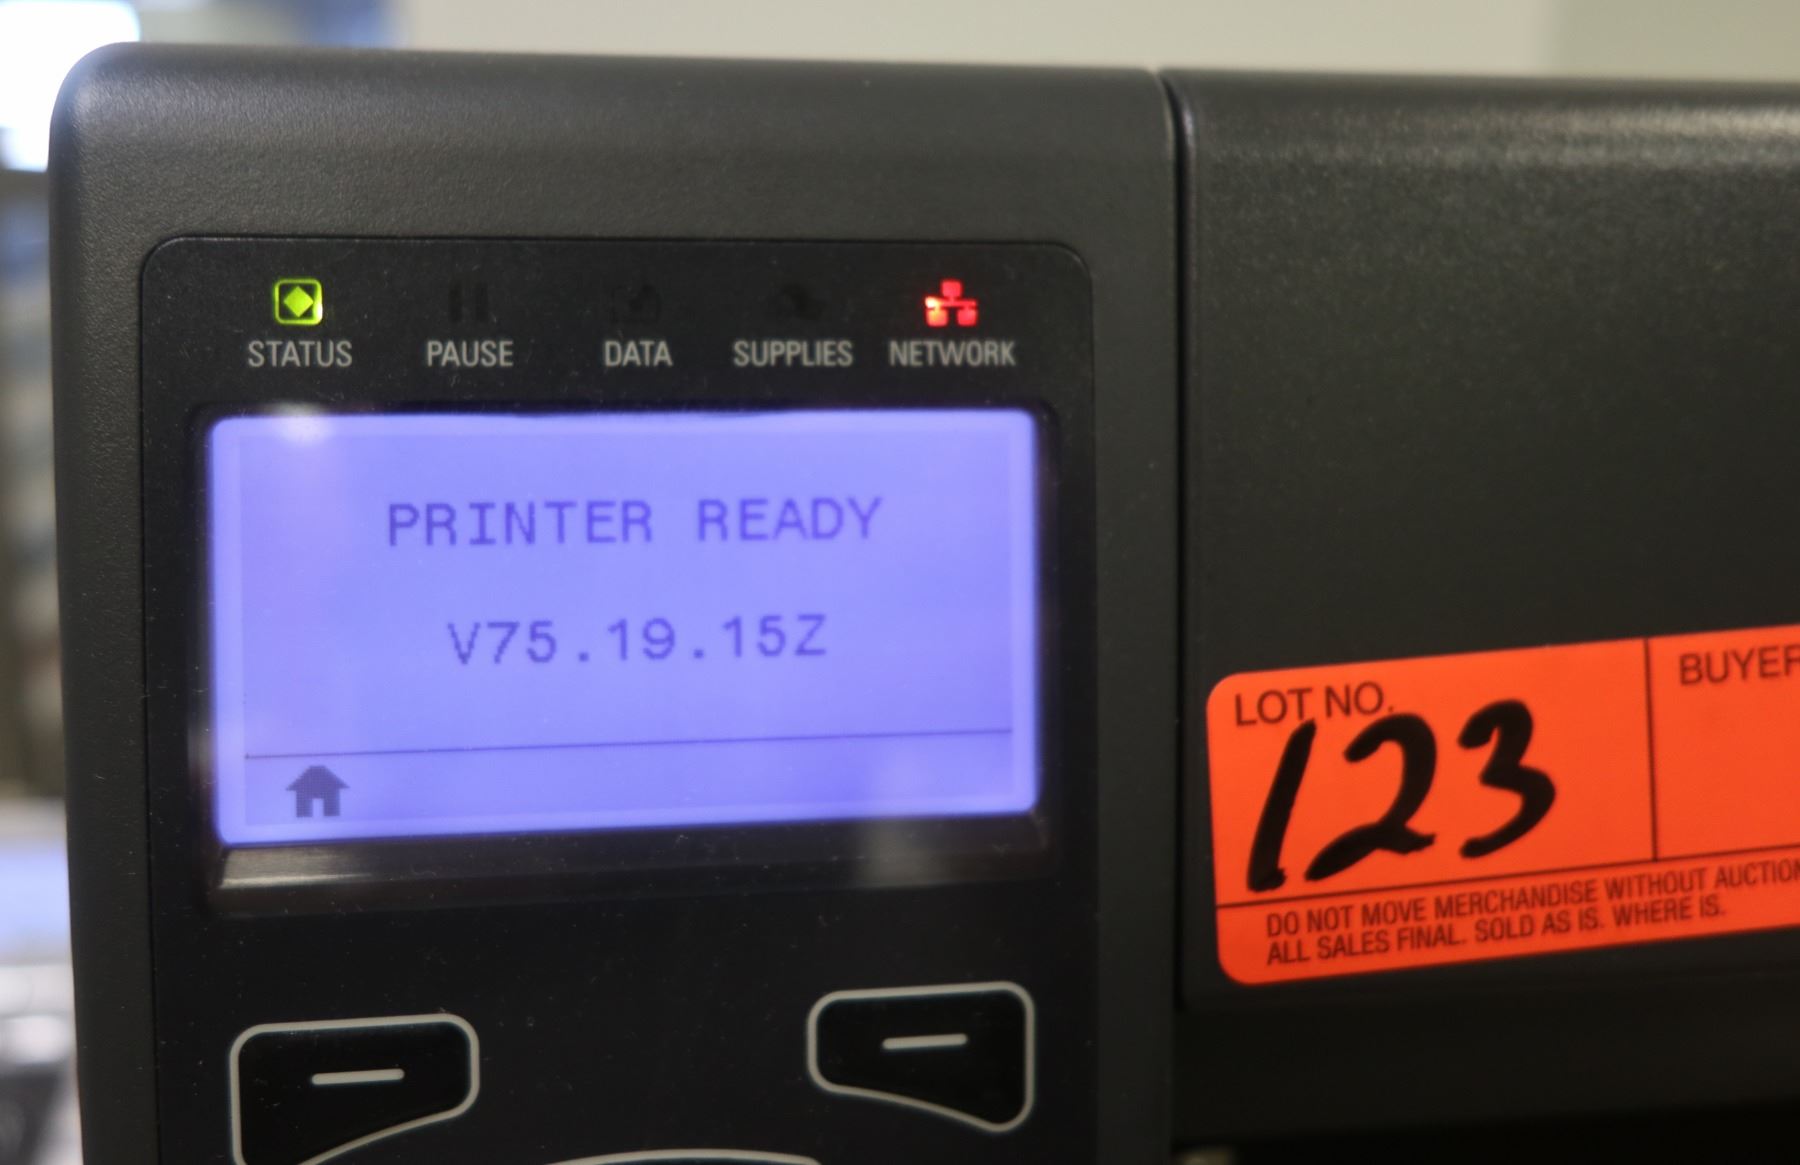 STATUS PAUSE DATA SUPPLIES NETWORK
PRINTER READY
V75.19.15Z
LOT NO.
123
BUYER
DO NOT MOVE MERCHANDISE WITHOUT AUCTION
ALL SALES FINAL. SOLD AS IS. WHERE IS.